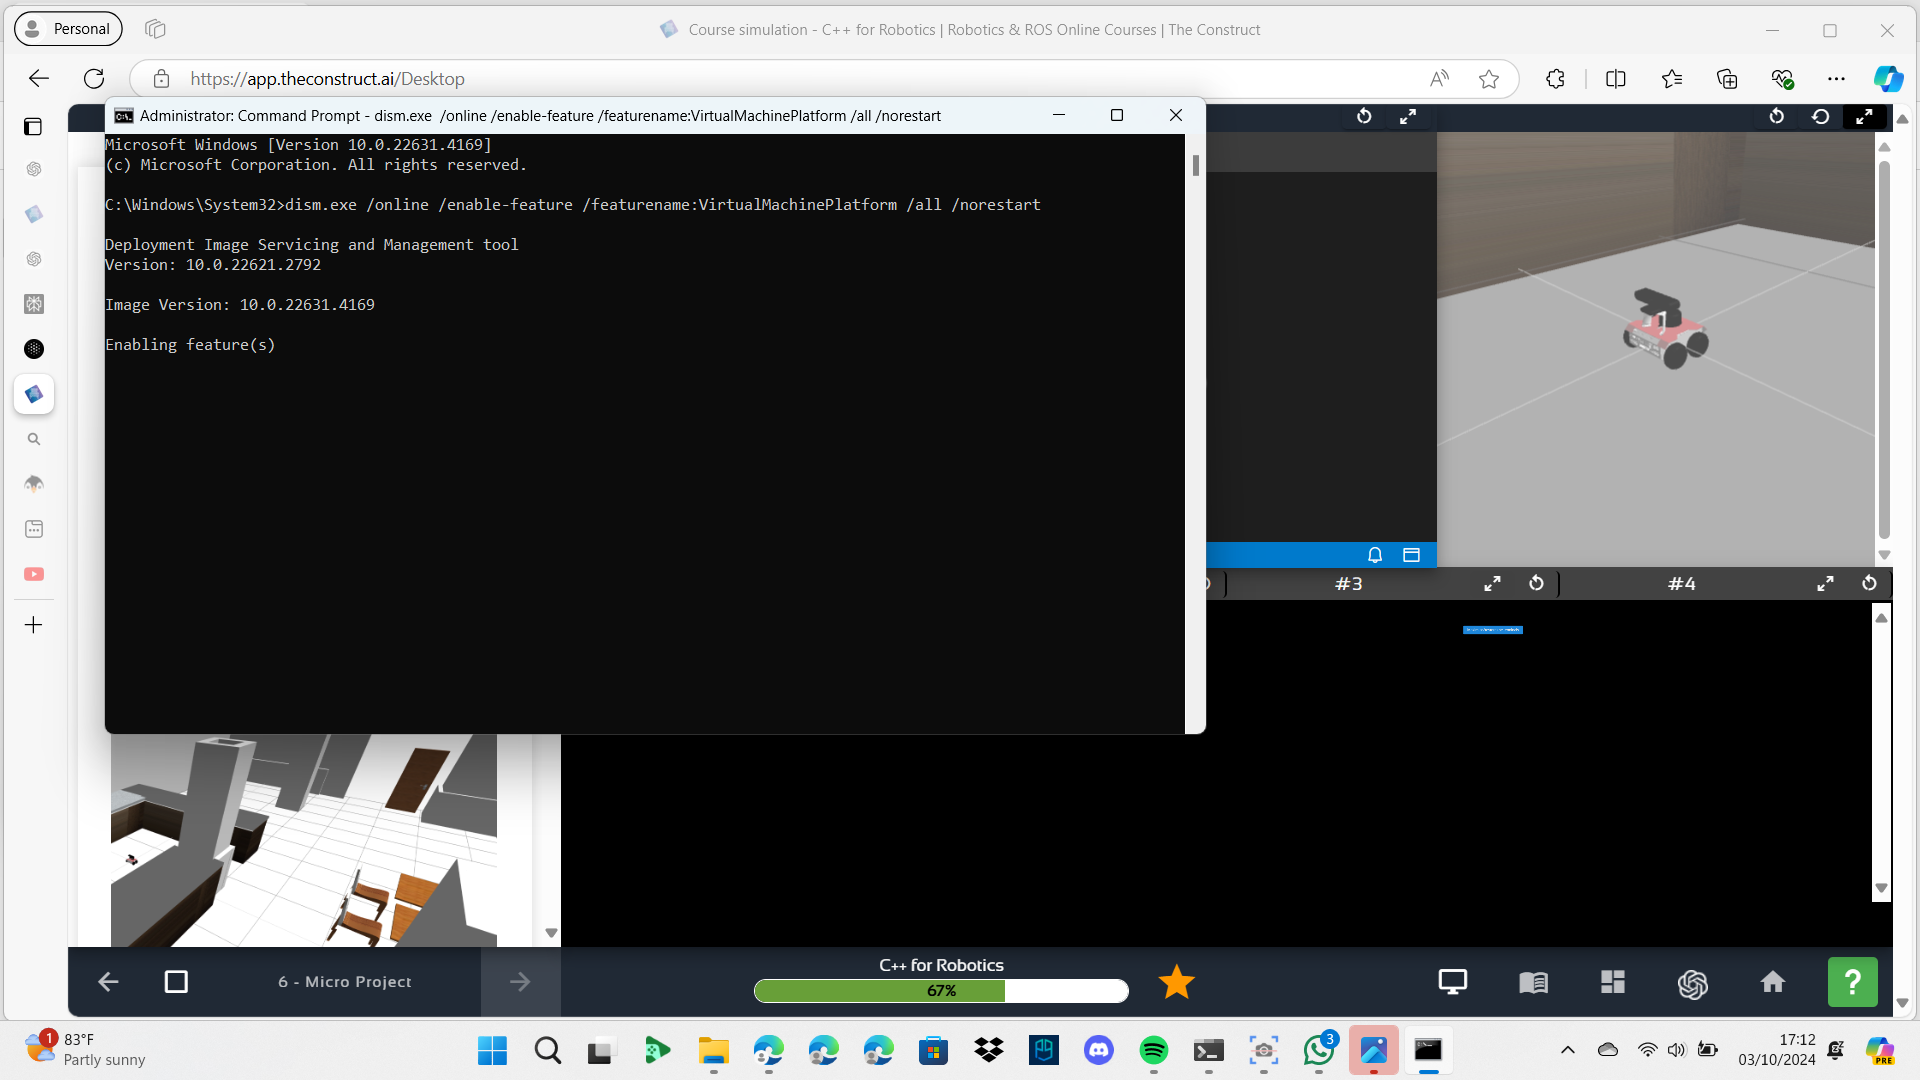 Personal
Course simulation - C++ for Robotics | Robotics & ROS Online Courses | The Construct
https://app.theconstruct.ai/Desktop
Administrator: Command Prompt - dism.exe /online /enable-feature /featurename:VirtualMachinePlatform /all /norestart
Microsoft Windows [Version 10.0.22631.4169]
(c) Microsoft Corporation. All rights reserved.
C:\Windows\System32>dism.exe /online /enable-feature /featurename:VirtualMachinePlatform /all /norestart
Deployment Image Servicing and Management tool
Version: 10.0.22621.2792
Image Version: 10.0.22631.4169
Enabling feature(s)
#3
#4
6 - Micro Project
C++ for Robotics
67%
?
1
83°F
Partly sunny
3
17:12
03/10/2024
PRE